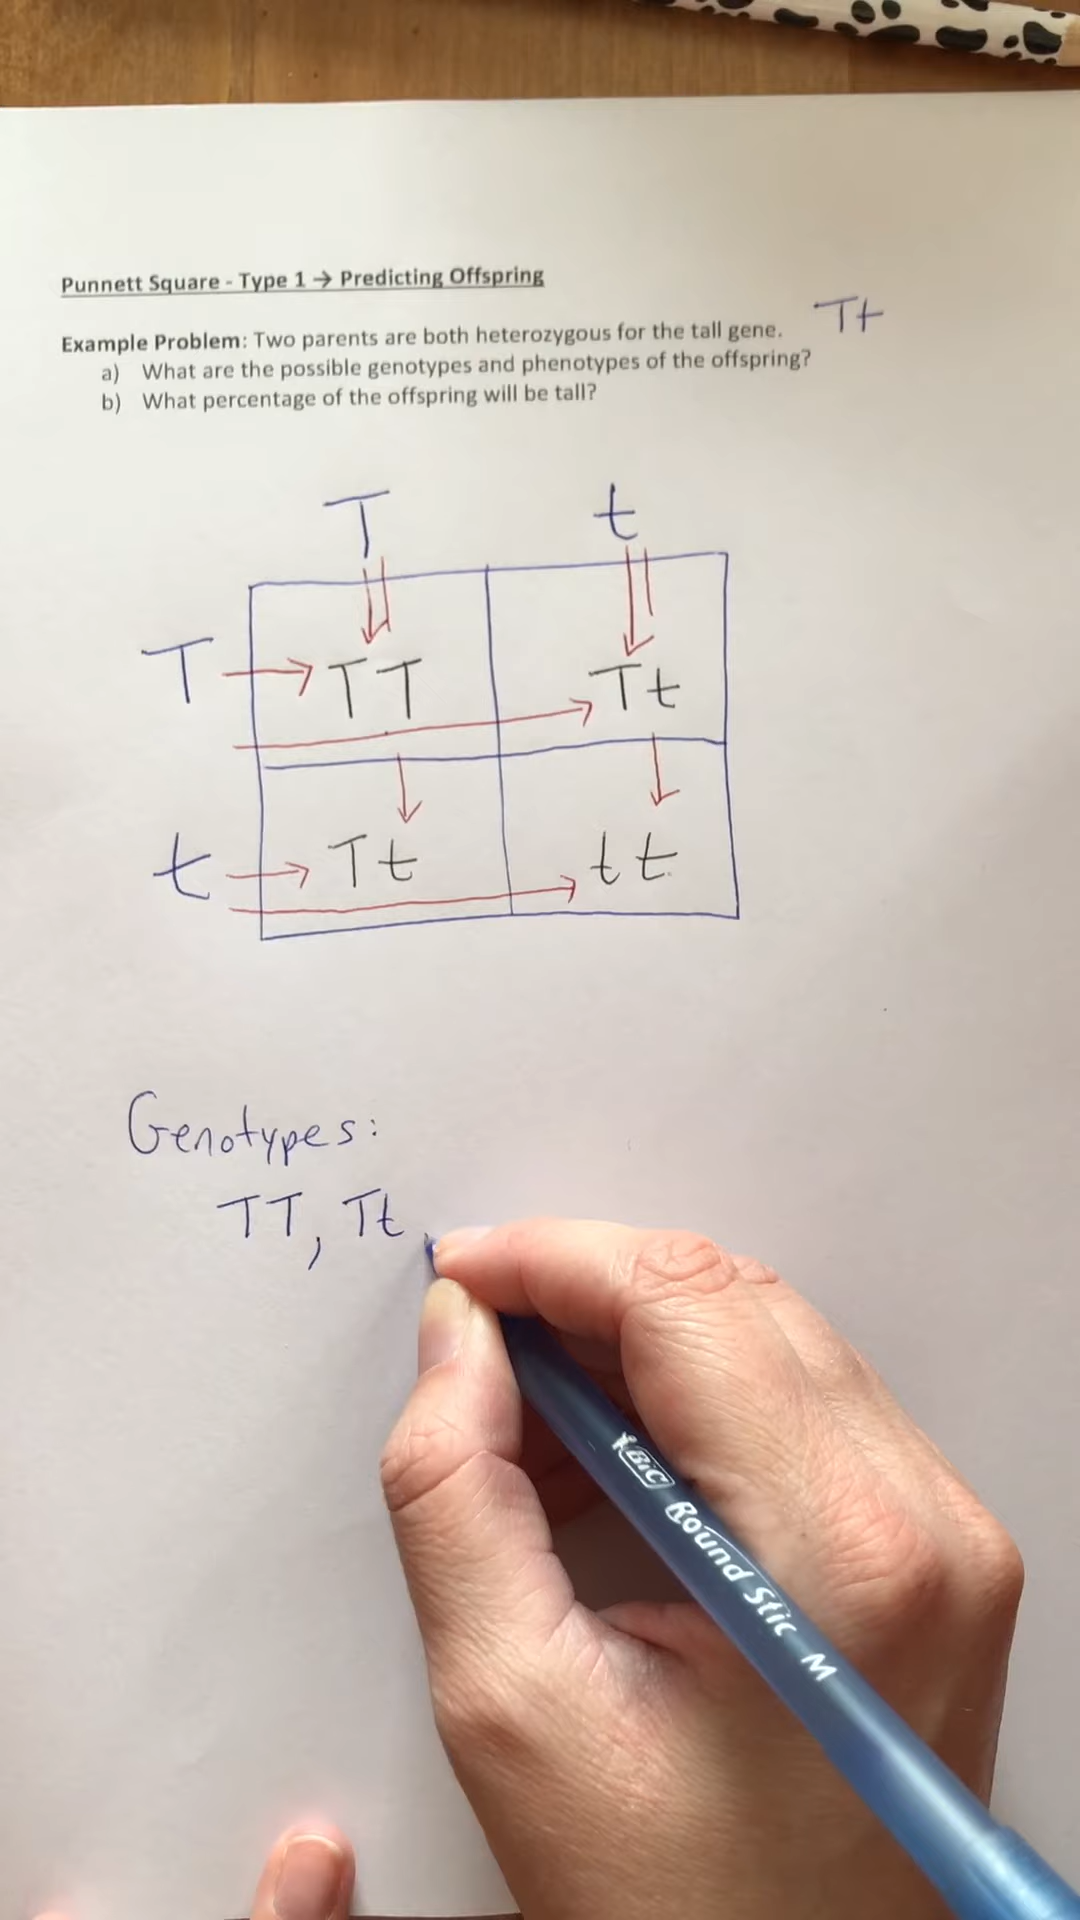 Punnett Square - Type 1 → Predicting Offspring
Tt
Example Problem: Two parents are both heterozygous for the tall gene.
a) What are the possible genotypes and phenotypes of the offspring?
b) What percentage of the offspring will be tall?
T t
T TT Tt
t Tt tt
Genotypes:
TT, Tt,
BIC Round Stic M